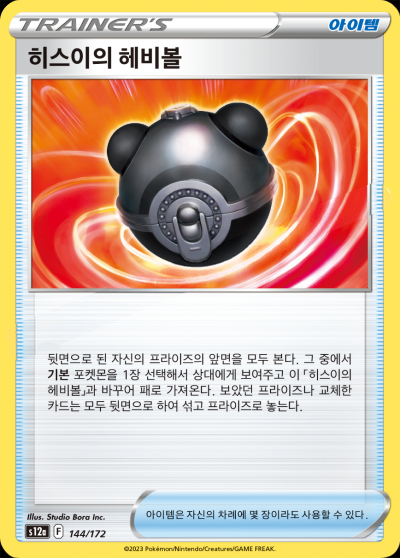 TRAINER'S
아이템
히스이의 헤비볼
뒷면으로 된 자신의 프라이즈의 앞면을 모두 본다. 그 중에서
기본 포켓몬을 1장 선택해서 상대에게 보여주고 이 「히스이의
헤비볼」과 바꾸어 패로 가져온다. 보았던 프라이즈나 교체한
카드는 모두 뒷면으로 하여 섞고 프라이즈로 놓는다.
Illus. Studio Bora Inc.
s12a F 144/172
아이템은 자신의 차례에 몇 장이라도 사용할 수 있다.
©2023 Pokémon/Nintendo/Creatures/GAME FREAK.